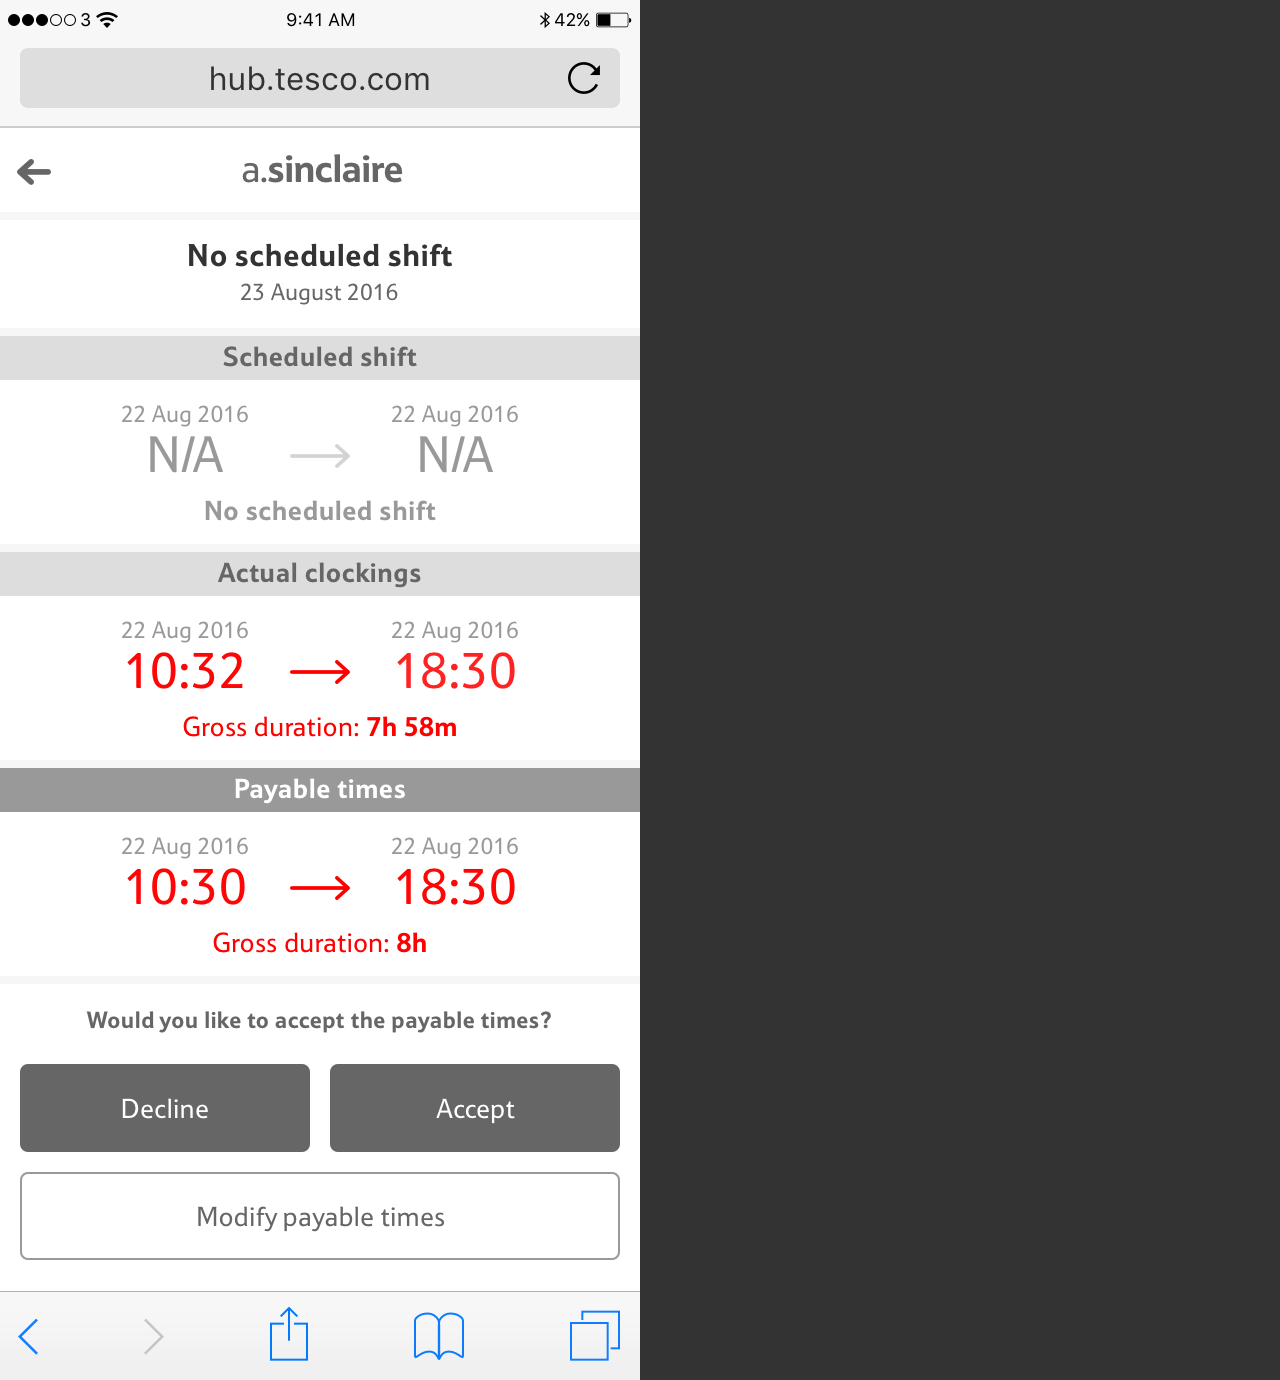 3 9:41 AM 42%
hub.tesco.com
a.sinclaire
No scheduled shift
23 August 2016
Scheduled shift
22 Aug 2016 22 Aug 2016
N/A N/A
No scheduled shift
Actual clockings
22 Aug 2016 22 Aug 2016
10:32 18:30
Gross duration: 7h 58m
Payable times
22 Aug 2016 22 Aug 2016
10:30 18:30
Gross duration: 8h
Would you like to accept the payable times?
Decline Accept
Modify payable times